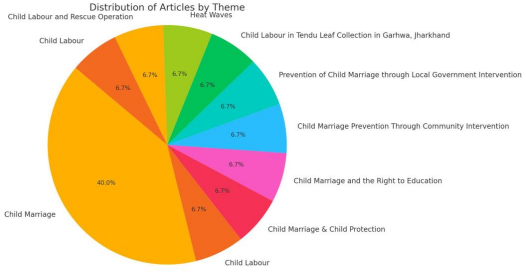 Distribution of Articles by Theme
Heat Waves
Child Labour and Rescue Operation
Child Labour in Tendu Leaf Collection in Garhwa, Jharkhand
Child Labour
Prevention of Child Marriage through Local Government Intervention
Child Marriage Prevention Through Community Intervention
Child Marriage and the Right to Education
Child Marriage
Child Marriage & Child Protection
Child Labour
6.7%
6.7%
6.7%
6.7%
6.7%
6.7%
40.0%
6.7%
6.7%
6.7%